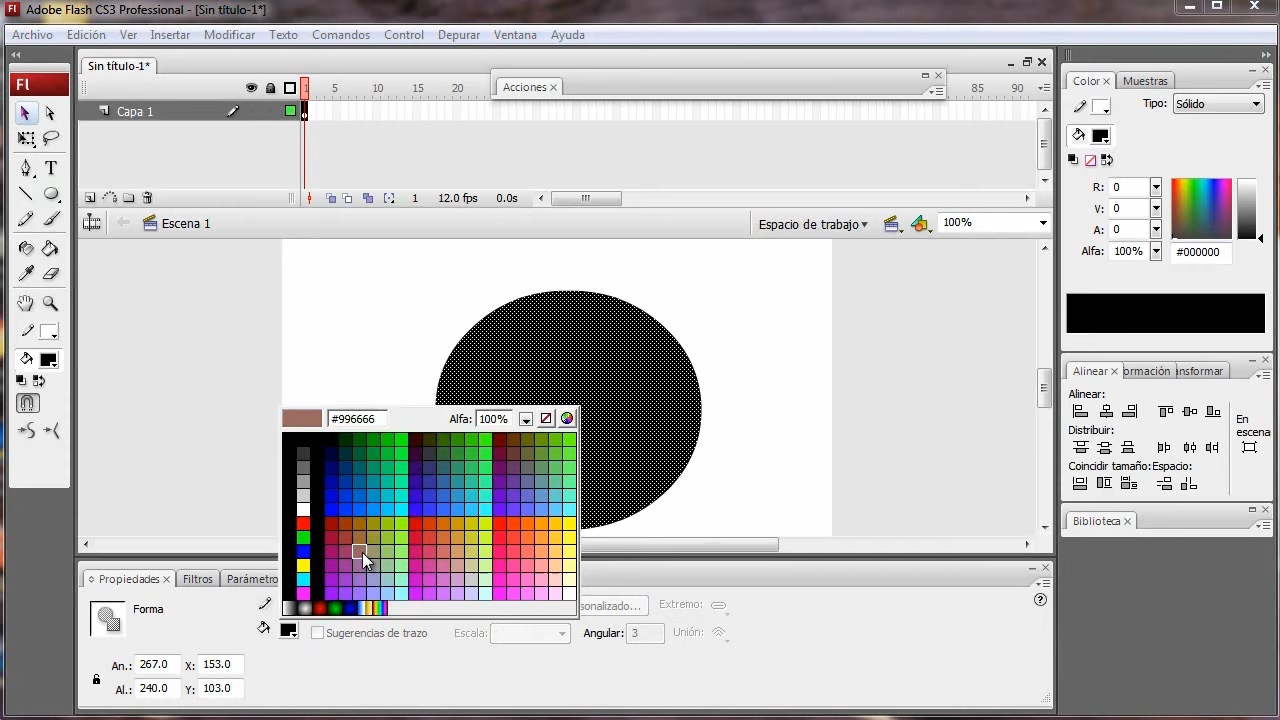 Adobe Flash CS3 Professional - [Sin título-1*]
Archivo Edición Ver Insertar Modificar Texto Comandos Control Depurar Ventana Ayuda
Fl
Sin título-1*
Acciones
1 5 10 15 20 85 90
Capa 1
1 12.0 fps 0.0s
Escena 1
Espacio de trabajo
100%
Color Muestras
Tipo: Sólido
R: 0
V: 0
A: 0
Alfa: 100% #000000
Alinear ormación nsformar
Alinear:
Distribuir:
En escena
Coincidir tamaño: Espacio:
Biblioteca
#996666 Alfa: 100%
Propiedades Filtros Parámetro
Forma
rsonalizado... Extremo:
Sugerencias de trazo Escala: Angular: 3 Unión:
An.: 267.0 X: 153.0
Al.: 240.0 Y: 103.0